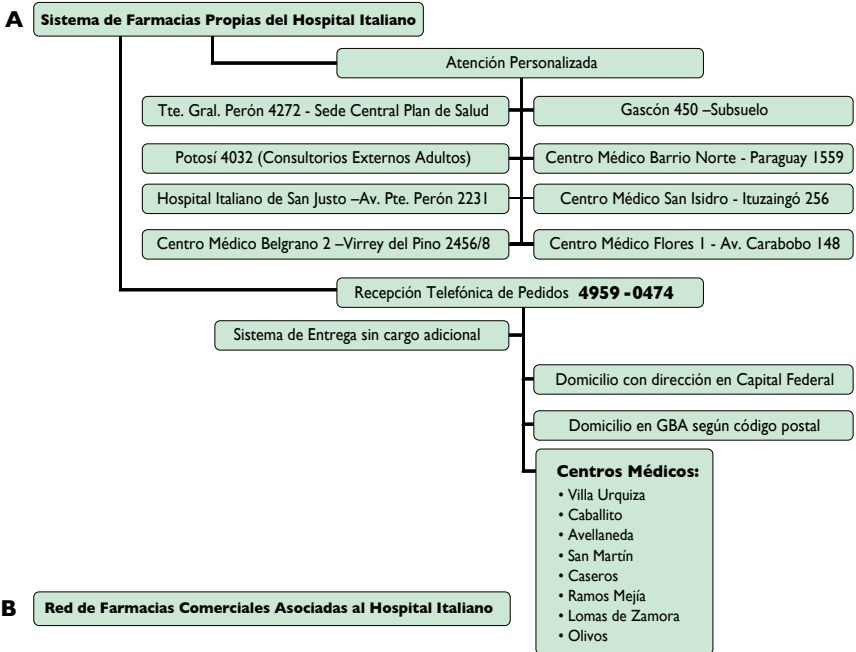 A Sistema de Farmacias Propias del Hospital Italiano
Atención Personalizada
Tte. Gral. Perón 4272 - Sede Central Plan de Salud
Gascón 450 –Subsuelo
Potosí 4032 (Consultorios Externos Adultos)
Centro Médico Barrio Norte - Paraguay 1559
Hospital Italiano de San Justo –Av. Pte. Perón 2231
Centro Médico San Isidro - Ituzaingó 256
Centro Médico Belgrano 2 –Virrey del Pino 2456/8
Centro Médico Flores 1 - Av. Carabobo 148
Recepción Telefónica de Pedidos 4959 -0474
Sistema de Entrega sin cargo adicional
Domicilio con dirección en Capital Federal
Domicilio en GBA según código postal
Centros Médicos:
• Villa Urquiza
• Caballito
• Avellaneda
• San Martín
• Caseros
• Ramos Mejía
• Lomas de Zamora
• Olivos
B Red de Farmacias Comerciales Asociadas al Hospital Italiano